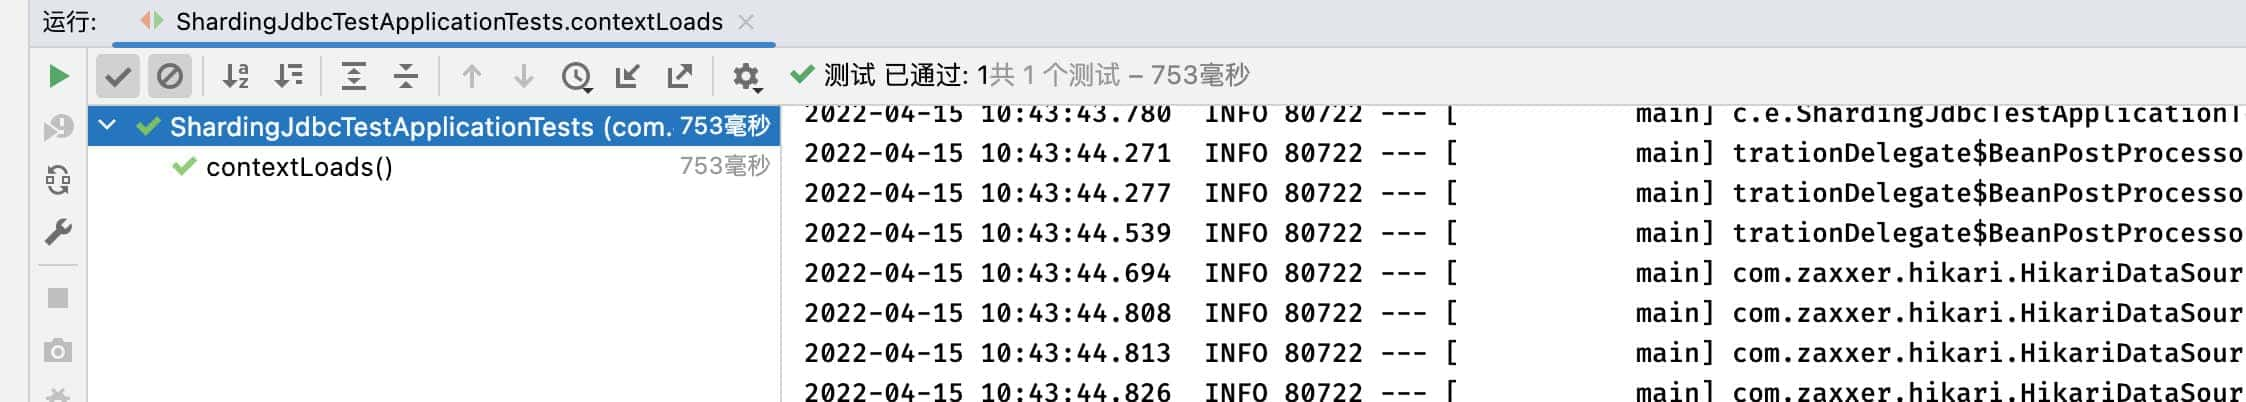 运行: ShardingJdbcTestApplicationTests.contextLoads
测试 已通过: 1共 1 个测试 – 753毫秒
ShardingJdbcTestApplicationTests (com. 753毫秒
contextLoads() 753毫秒
2022-04-15 10:43:43.780 INFO 80722 --- [ main] c.e.ShardingJdbcTestApplicationT
2022-04-15 10:43:44.271 INFO 80722 --- [ main] trationDelegate$BeanPostProcesso
2022-04-15 10:43:44.277 INFO 80722 --- [ main] trationDelegate$BeanPostProcesso
2022-04-15 10:43:44.539 INFO 80722 --- [ main] trationDelegate$BeanPostProcesso
2022-04-15 10:43:44.694 INFO 80722 --- [ main] com.zaxxer.hikari.HikariDataSour
2022-04-15 10:43:44.808 INFO 80722 --- [ main] com.zaxxer.hikari.HikariDataSour
2022-04-15 10:43:44.813 INFO 80722 --- [ main] com.zaxxer.hikari.HikariDataSour
2022-04-15 10:43:44.826 INFO 80722 --- [ main] com.zaxxer.hikari.HikariDataSour